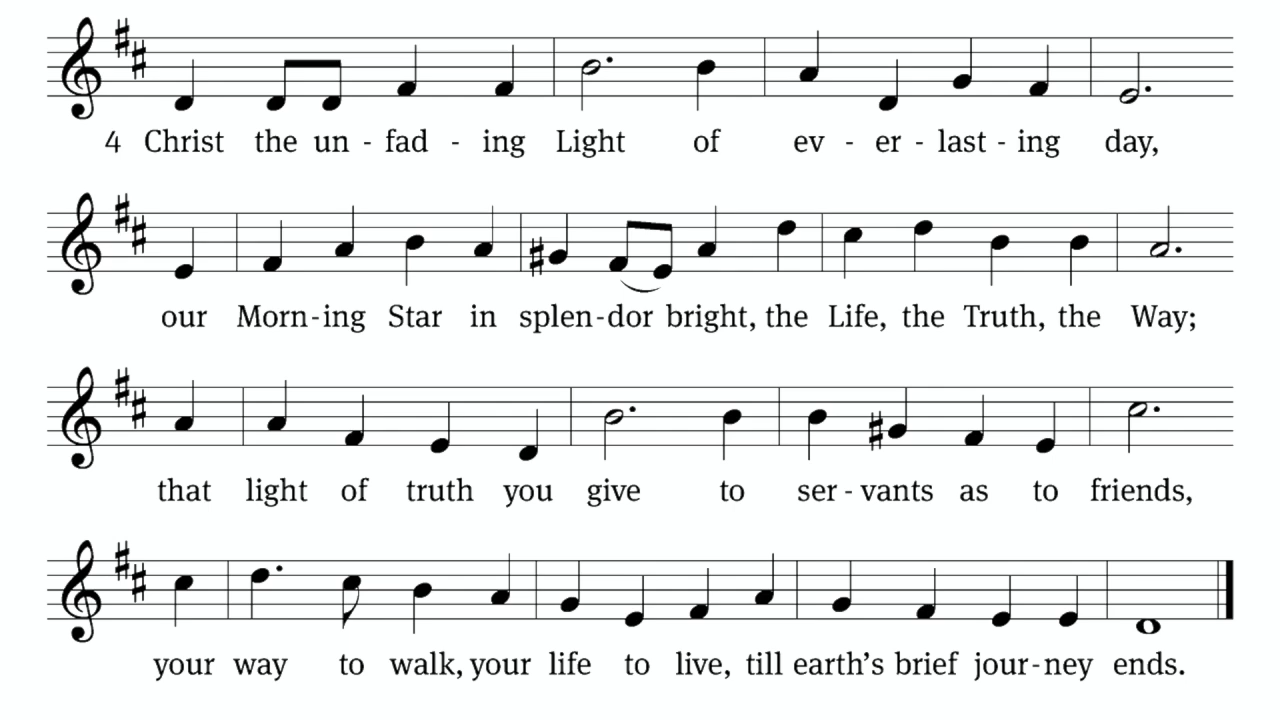 4 Christ the un - fad - ing Light of ev - er - last - ing day,
our Morn - ing Star in splen - dor bright, the Life, the Truth, the Way;
that light of truth you give to ser - vants as to friends,
your way to walk, your life to live, till earth's brief jour - ney ends.